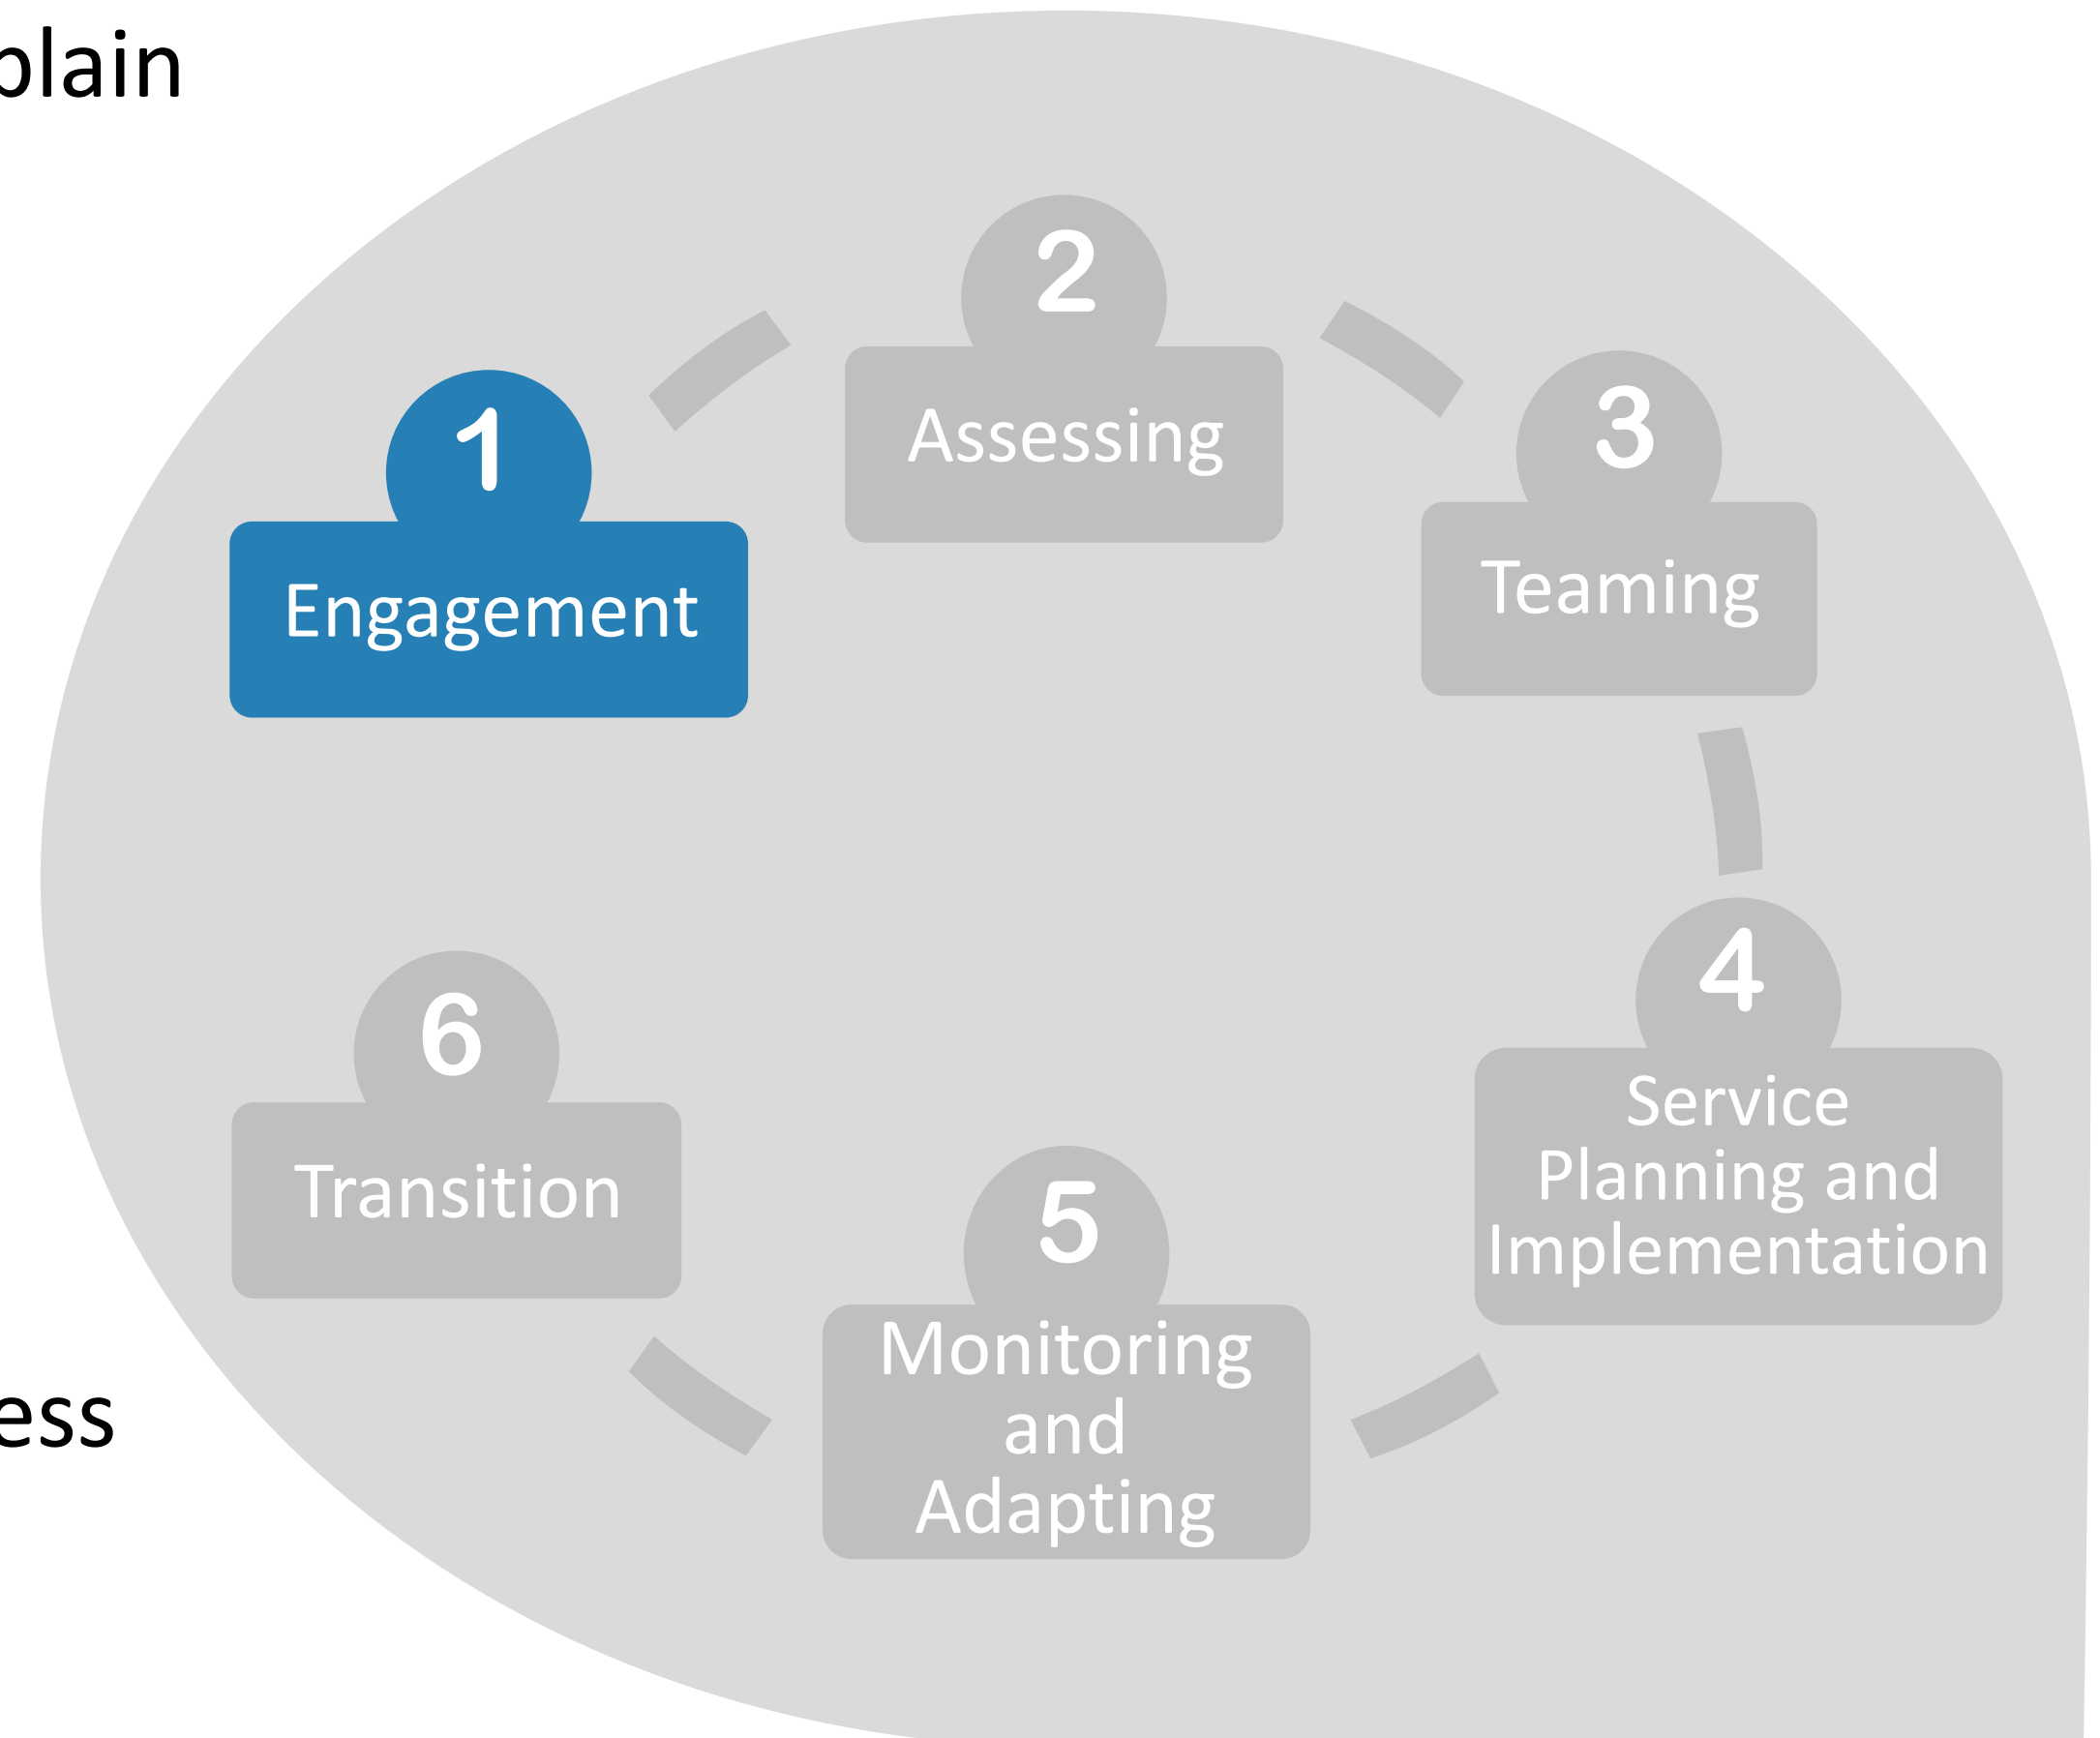 plain
1
Engagement
2
Assessing
3
Teaming
4
Service
Planning and
Implementation
5
Monitoring
and
Adapting
6
Transition
ess